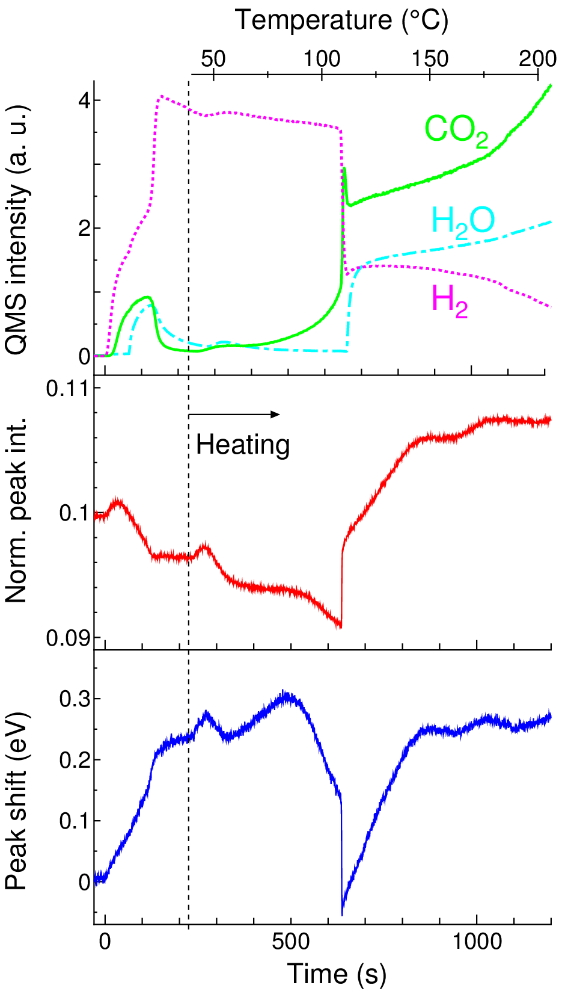 Temperature (°C)
50 100 150 200
QMS intensity (a. u.)
4
2
0
CO₂
H₂O
H₂
Norm. peak int.
0.11
0.1
0.09
Heating
Peak shift (eV)
0.3
0.2
0.1
0
0 500 1000
Time (s)